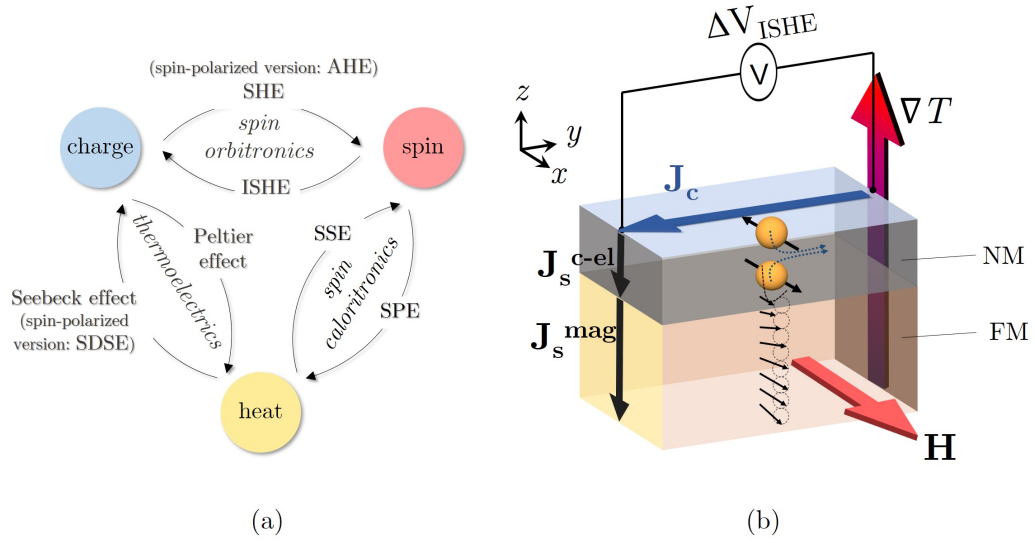 (spin-polarized version: AHE)
SHE
spin
orbitronics
charge
spin
ISHE
thermoelectrics
Peltier
effect
SSE
spin
caloritronics
SPE
Seebeck effect
(spin-polarized
version: SDSE)
heat
(a)
ΔV_ISHE
V
∇T
z
y
x
J_c
J_s^c-el
J_s^mag
NM
FM
H
(b)